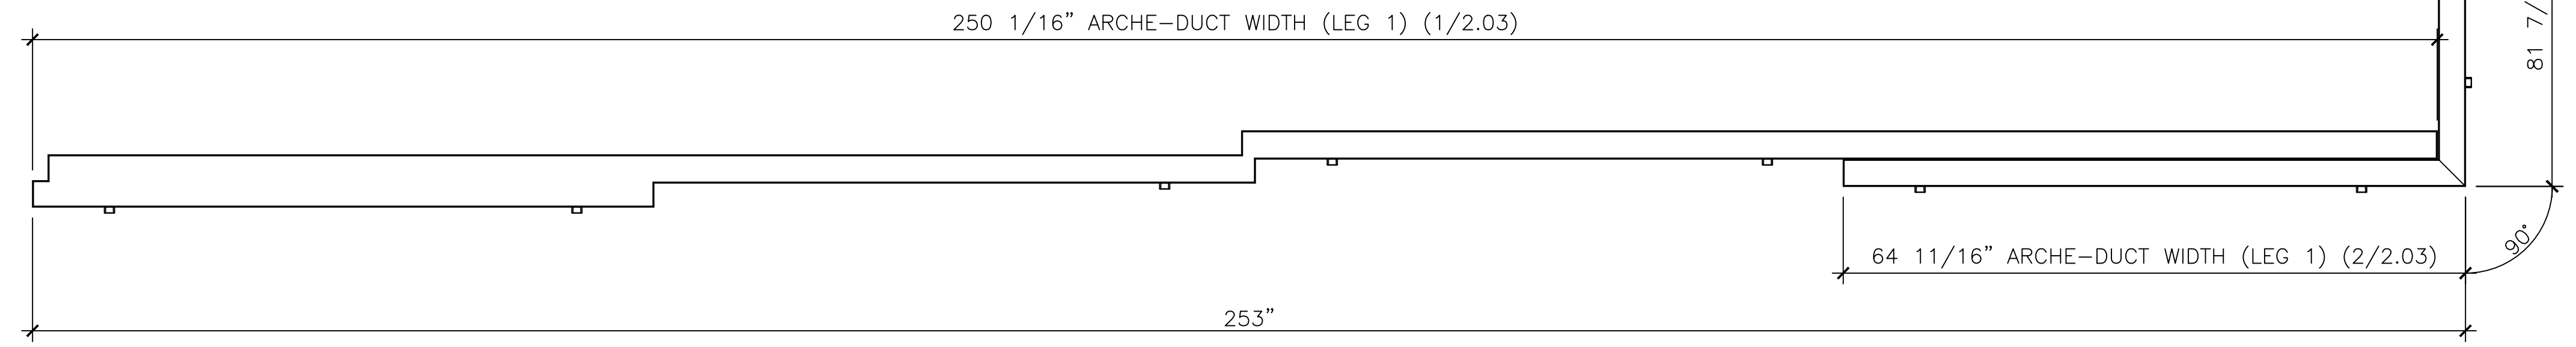 250 1/16” ARCHE–DUCT WIDTH (LEG 1) (1/2.03)
81 7/
64 11/16” ARCHE–DUCT WIDTH (LEG 1) (2/2.03)
90°
253”